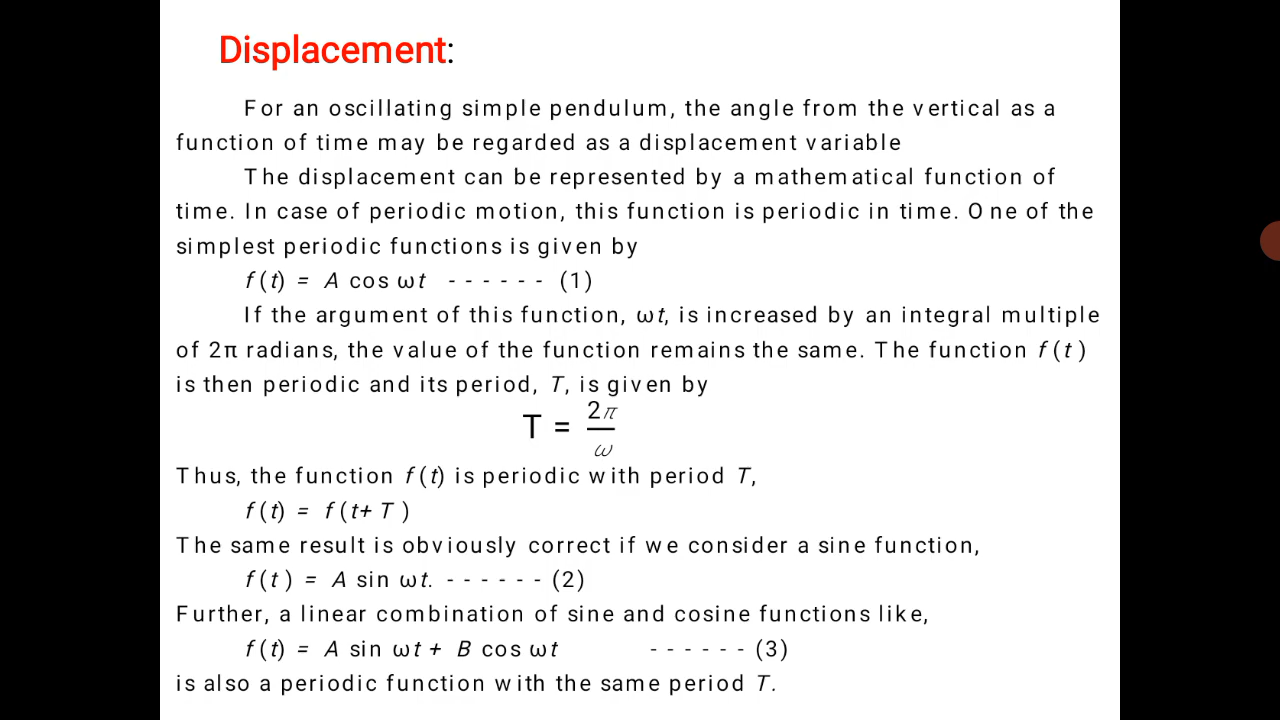 Displacement:
For an oscillating simple pendulum, the angle from the vertical as a
function of time may be regarded as a displacement variable
The displacement can be represented by a mathematical function of
time. In case of periodic motion, this function is periodic in time. One of the
simplest periodic functions is given by
f (t) = A cos ωt - - - - - - (1)
If the argument of this function, ωt, is increased by an integral multiple
of 2π radians, the value of the function remains the same. The function f (t )
is then periodic and its period, T, is given by
T = 2π/ω
Thus, the function f (t) is periodic with period T,
f (t) = f (t+ T )
The same result is obviously correct if we consider a sine function,
f (t ) = A sin ωt. - - - - - - (2)
Further, a linear combination of sine and cosine functions like,
f (t) = A sin ωt + B cos ωt - - - - - - (3)
is also a periodic function with the same period T.